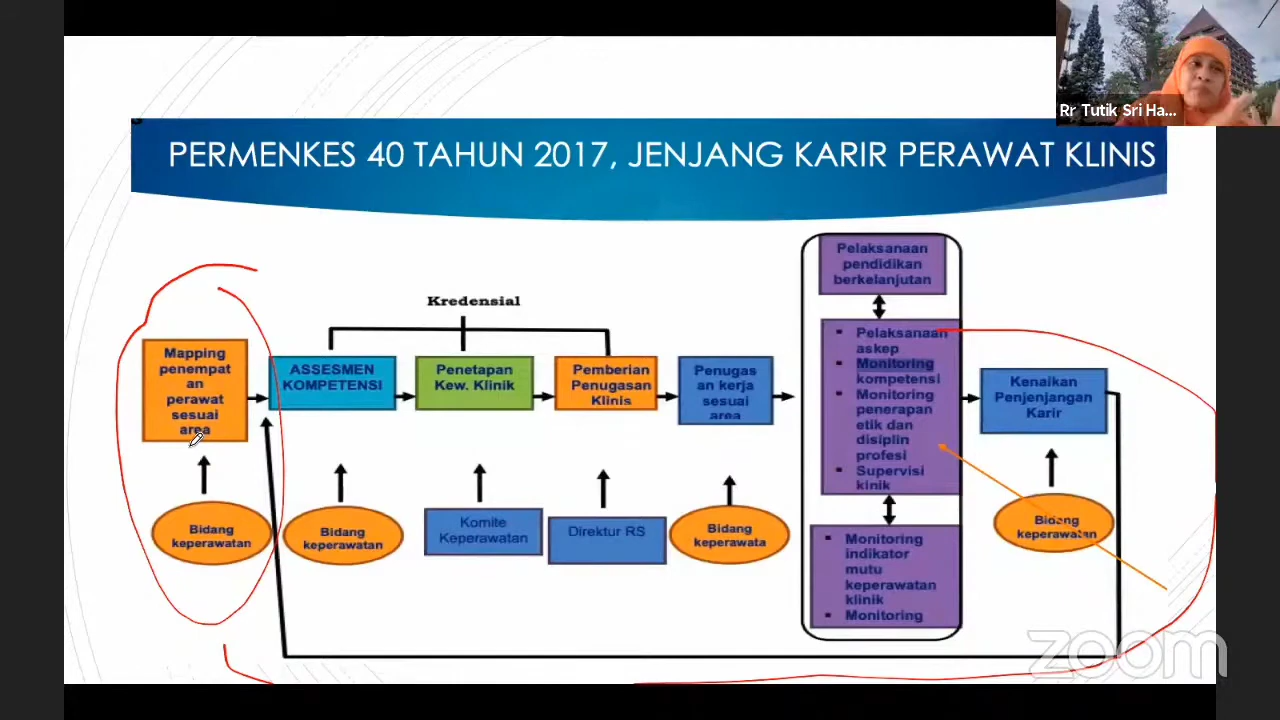 Rr Tutik Sri Ha...
PERMENKES 40 TAHUN 2017, JENJANG KARIR PERAWAT KLINIS
Kredensial
Mapping
penempat
an
perawat
sesuai
area
ASSESMEN
KOMPETENSI
Penetapan
Kew. Klinik
Pemberian
Penugasan
Klinis
Penugas
an kerja
sesuai
area
Pelaksanaan
pendidikan
berkelanjutan
▪ Pelaksanaan
askep
▪ Monitoring
kompetensi
▪ Monitoring
penerapan
etik dan
disiplin
profesi
▪ Supervisi
klinik
▪ Monitoring
indikator
mutu
keperawatan
klinik
▪ Monitoring
Kenaikan
Penjenjangan
Karir
Bidang
keperawatan
Bidang
keperawatan
Komite
Keperawatan
Direktur RS
Bidang
keperawata
Bidang
keperawatan
zoom